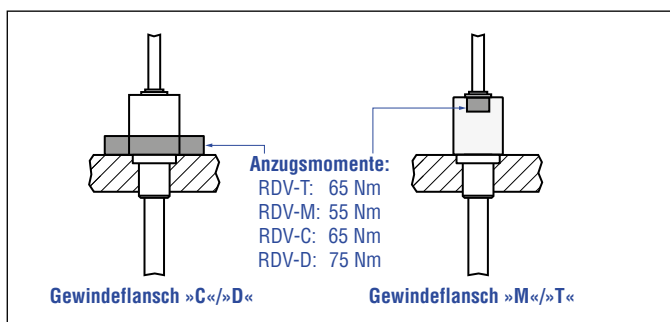 Anzugsmomente:
RDV-T: 65 Nm
RDV-M: 55 Nm
RDV-C: 65 Nm
RDV-D: 75 Nm
Gewindeflansch »C«/»D«
Gewindeflansch »M«/»T«